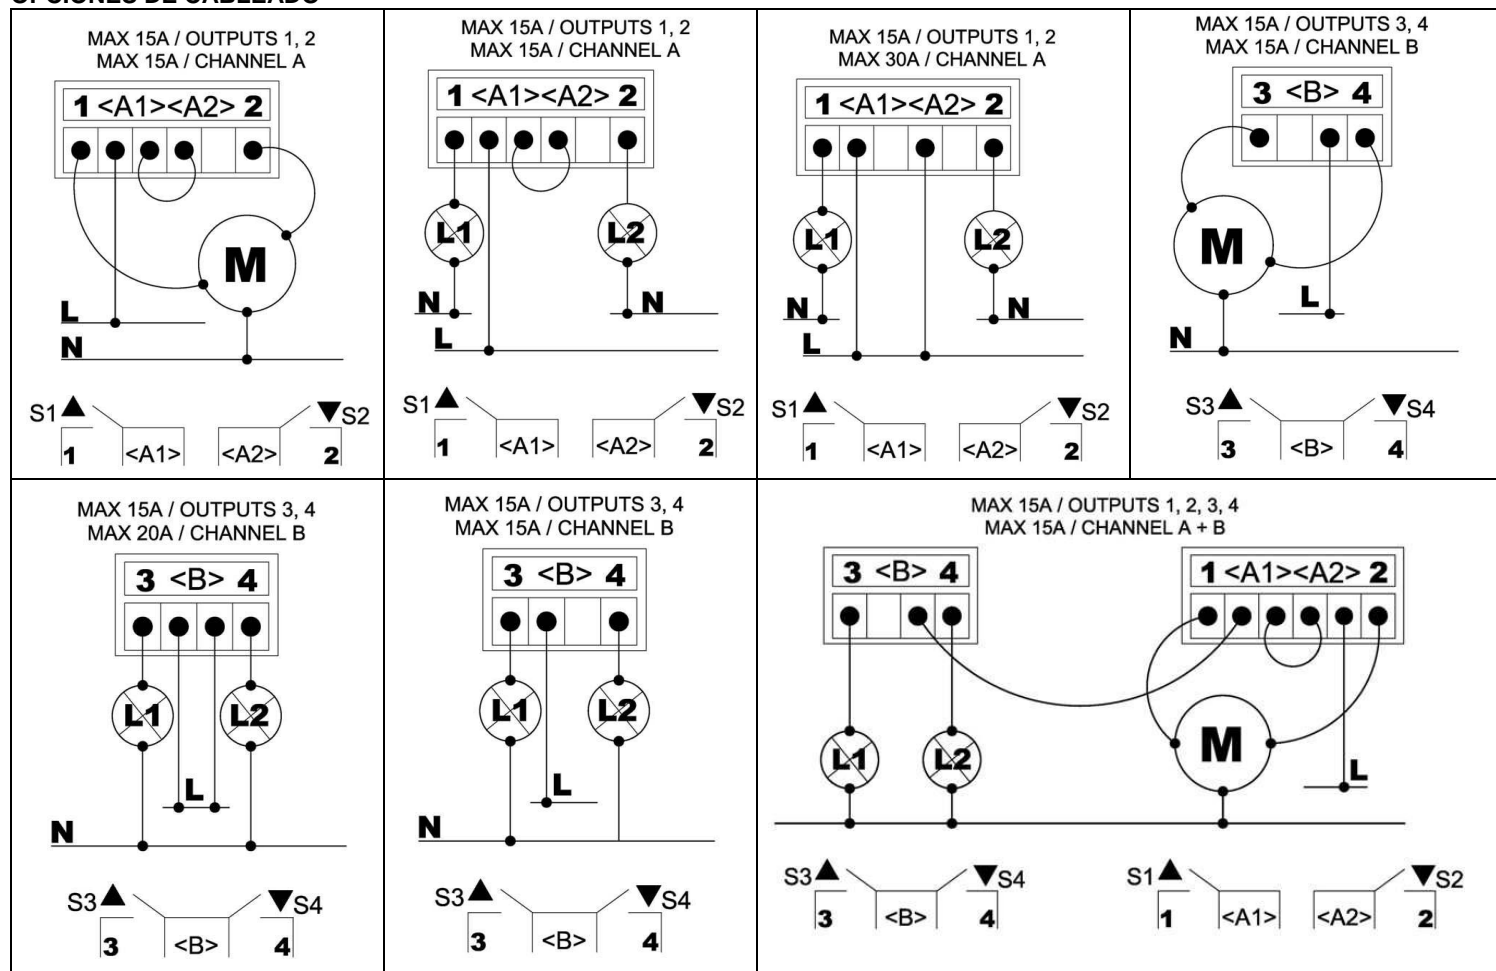 OPCIONES DE CABLEADO
MAX 15A / OUTPUTS 1, 2
MAX 15A / CHANNEL A
1 <A1><A2> 2
M
L
N
S1 ▲ ▼ S2
1 <A1> <A2> 2
MAX 15A / OUTPUTS 1, 2
MAX 15A / CHANNEL A
1 <A1><A2> 2
L1 L2
N N
L
S1 ▲ ▼ S2
1 <A1> <A2> 2
MAX 15A / OUTPUTS 1, 2
MAX 30A / CHANNEL A
1 <A1><A2> 2
L1 L2
N N
L
S1 ▲ ▼ S2
1 <A1> <A2> 2
MAX 15A / OUTPUTS 3, 4
MAX 15A / CHANNEL B
3 <B> 4
M
L
N
S3 ▲ ▼ S4
3 <B> 4
MAX 15A / OUTPUTS 3, 4
MAX 20A / CHANNEL B
3 <B> 4
L1 L2
L
N
S3 ▲ ▼ S4
3 <B> 4
MAX 15A / OUTPUTS 3, 4
MAX 15A / CHANNEL B
3 <B> 4
L1 L2
L
N
S3 ▲ ▼ S4
3 <B> 4
MAX 15A / OUTPUTS 1, 2, 3, 4
MAX 15A / CHANNEL A + B
3 <B> 4 1 <A1><A2> 2
L1 L2 M
L
S3 ▲ ▼ S4 S1 ▲ ▼ S2
3 <B> 4 1 <A1> <A2> 2